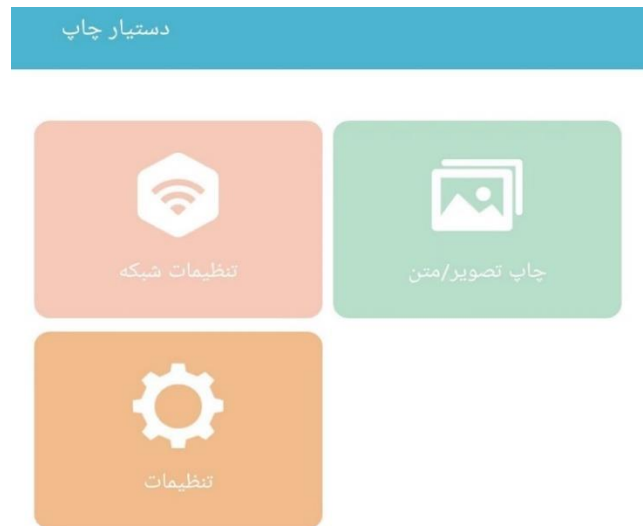 دستیار چاپ
چاپ تصویر/متن
تنظیمات شبکه
تنظیمات